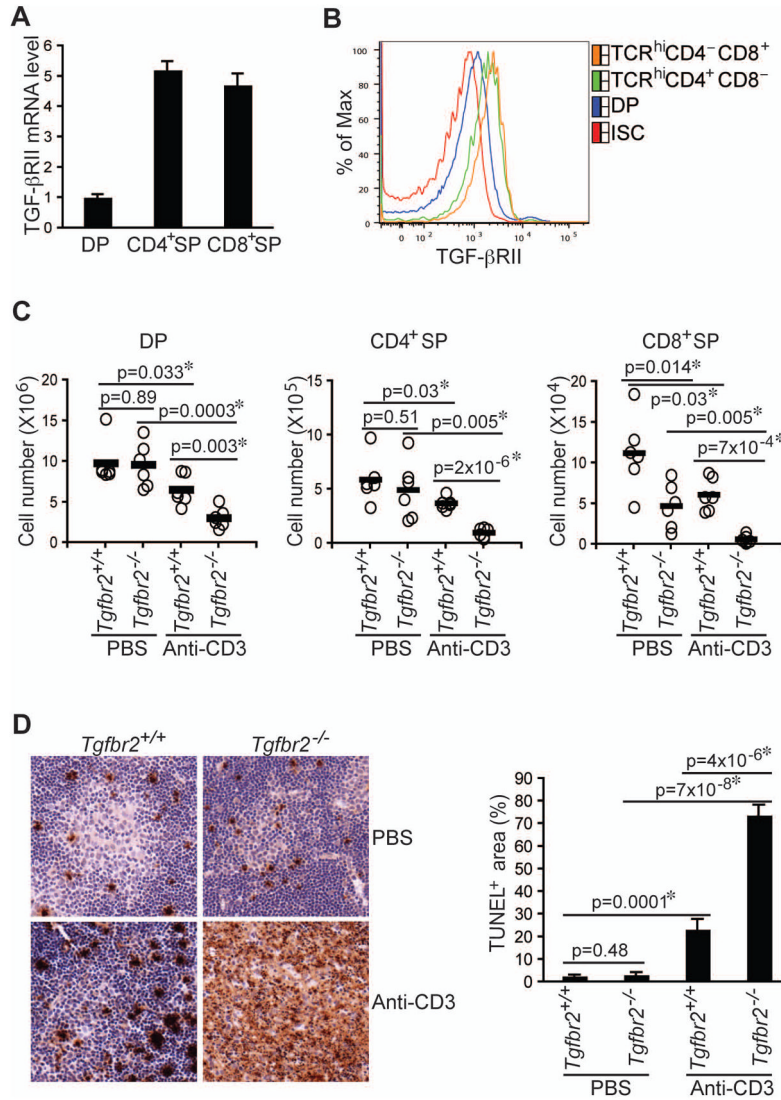 A
TGF-βRII mRNA level
6
5
4
3
2
1
0
DP CD4⁺SP CD8⁺SP
B
% of Max
100
80
60
40
20
0
0 10² 10³ 10⁴ 10⁵
TGF-βRII
TCRʰⁱCD4⁻ CD8⁺
TCRʰⁱCD4⁺ CD8⁻
DP
ISC
C
DP
Cell number (X10⁶)
20
15
10
5
0
p=0.033*
p=0.89
p=0.0003*
p=0.003*
Tgfbr2⁺/⁺ Tgfbr2⁻/⁻ Tgfbr2⁺/⁺ Tgfbr2⁻/⁻
PBS Anti-CD3
CD4⁺ SP
Cell number (X10⁵)
15
10
5
0
p=0.03*
p=0.51
p=0.005*
p=2x10⁻⁶*
Tgfbr2⁺/⁺ Tgfbr2⁻/⁻ Tgfbr2⁺/⁺ Tgfbr2⁻/⁻
PBS Anti-CD3
CD8⁺ SP
Cell number (X10⁴)
20
15
10
5
0
p=0.014*
p=0.03*
p=0.005*
p=7x10⁻⁴*
Tgfbr2⁺/⁺ Tgfbr2⁻/⁻ Tgfbr2⁺/⁺ Tgfbr2⁻/⁻
PBS Anti-CD3
D
Tgfbr2⁺/⁺ Tgfbr2⁻/⁻
PBS
Anti-CD3
TUNEL⁺ area (%)
90
80
70
60
50
40
30
20
10
0
p=4x10⁻⁶*
p=7x10⁻⁸*
p=0.0001*
p=0.48
Tgfbr2⁺/⁺ Tgfbr2⁻/⁻ Tgfbr2⁺/⁺ Tgfbr2⁻/⁻
PBS Anti-CD3